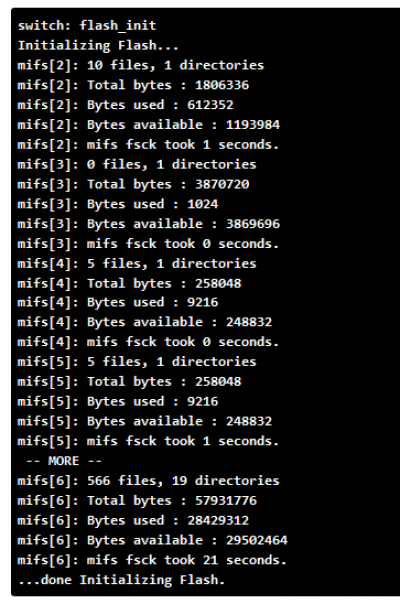 switch: flash_init
Initializing Flash...
mifs[2]: 10 files, 1 directories
mifs[2]: Total bytes : 1806336
mifs[2]: Bytes used : 612352
mifs[2]: Bytes available : 1193984
mifs[2]: mifs fsck took 1 seconds.
mifs[3]: 0 files, 1 directories
mifs[3]: Total bytes : 3870720
mifs[3]: Bytes used : 1024
mifs[3]: Bytes available : 3869696
mifs[3]: mifs fsck took 0 seconds.
mifs[4]: 5 files, 1 directories
mifs[4]: Total bytes : 258048
mifs[4]: Bytes used : 9216
mifs[4]: Bytes available : 248832
mifs[4]: mifs fsck took 0 seconds.
mifs[5]: 5 files, 1 directories
mifs[5]: Total bytes : 258048
mifs[5]: Bytes used : 9216
mifs[5]: Bytes available : 248832
mifs[5]: mifs fsck took 1 seconds.
-- MORE --
mifs[6]: 566 files, 19 directories
mifs[6]: Total bytes : 57931776
mifs[6]: Bytes used : 28429312
mifs[6]: Bytes available : 29502464
mifs[6]: mifs fsck took 21 seconds.
...done Initializing Flash.